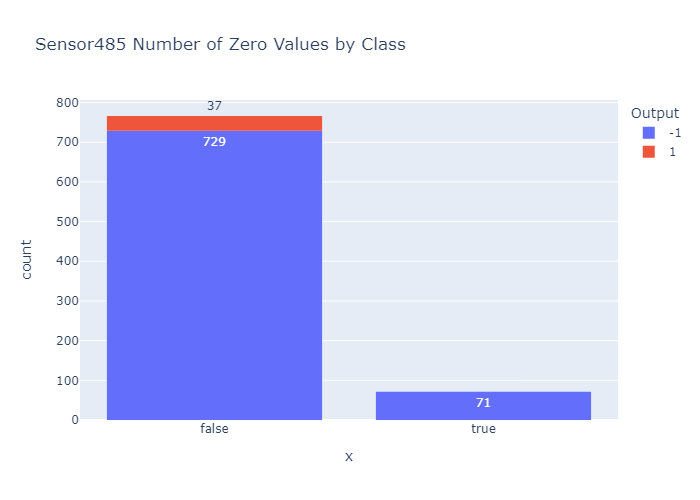 Sensor485 Number of Zero Values by Class
Output
-1
1
count
800
700
600
500
400
300
200
100
0
37
729
71
false
true
x